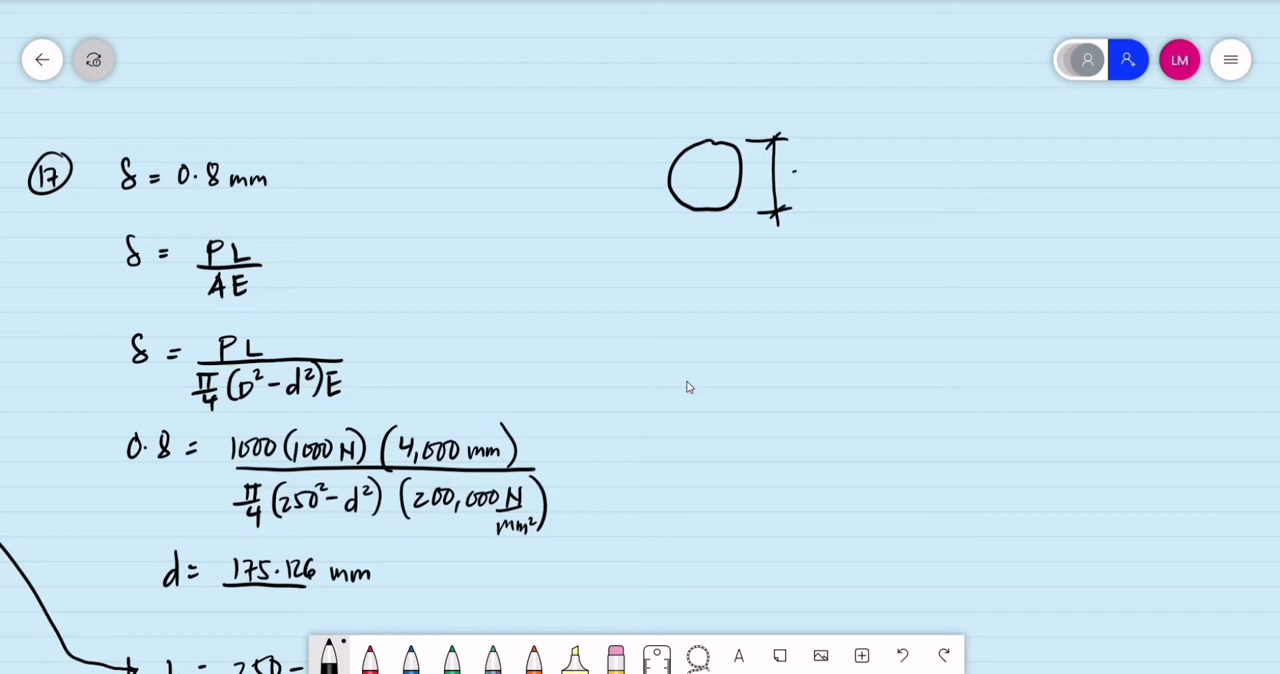 LM
17 δ = 0.8 mm
δ = PL / AE
δ = PL / π/4 (D² - d²) E
0.8 = 1000 (1000 N) (4,000 mm) / π/4 (250² - d²) (200,000 N/mm²)
d = 175.126 mm
= 250 -
A